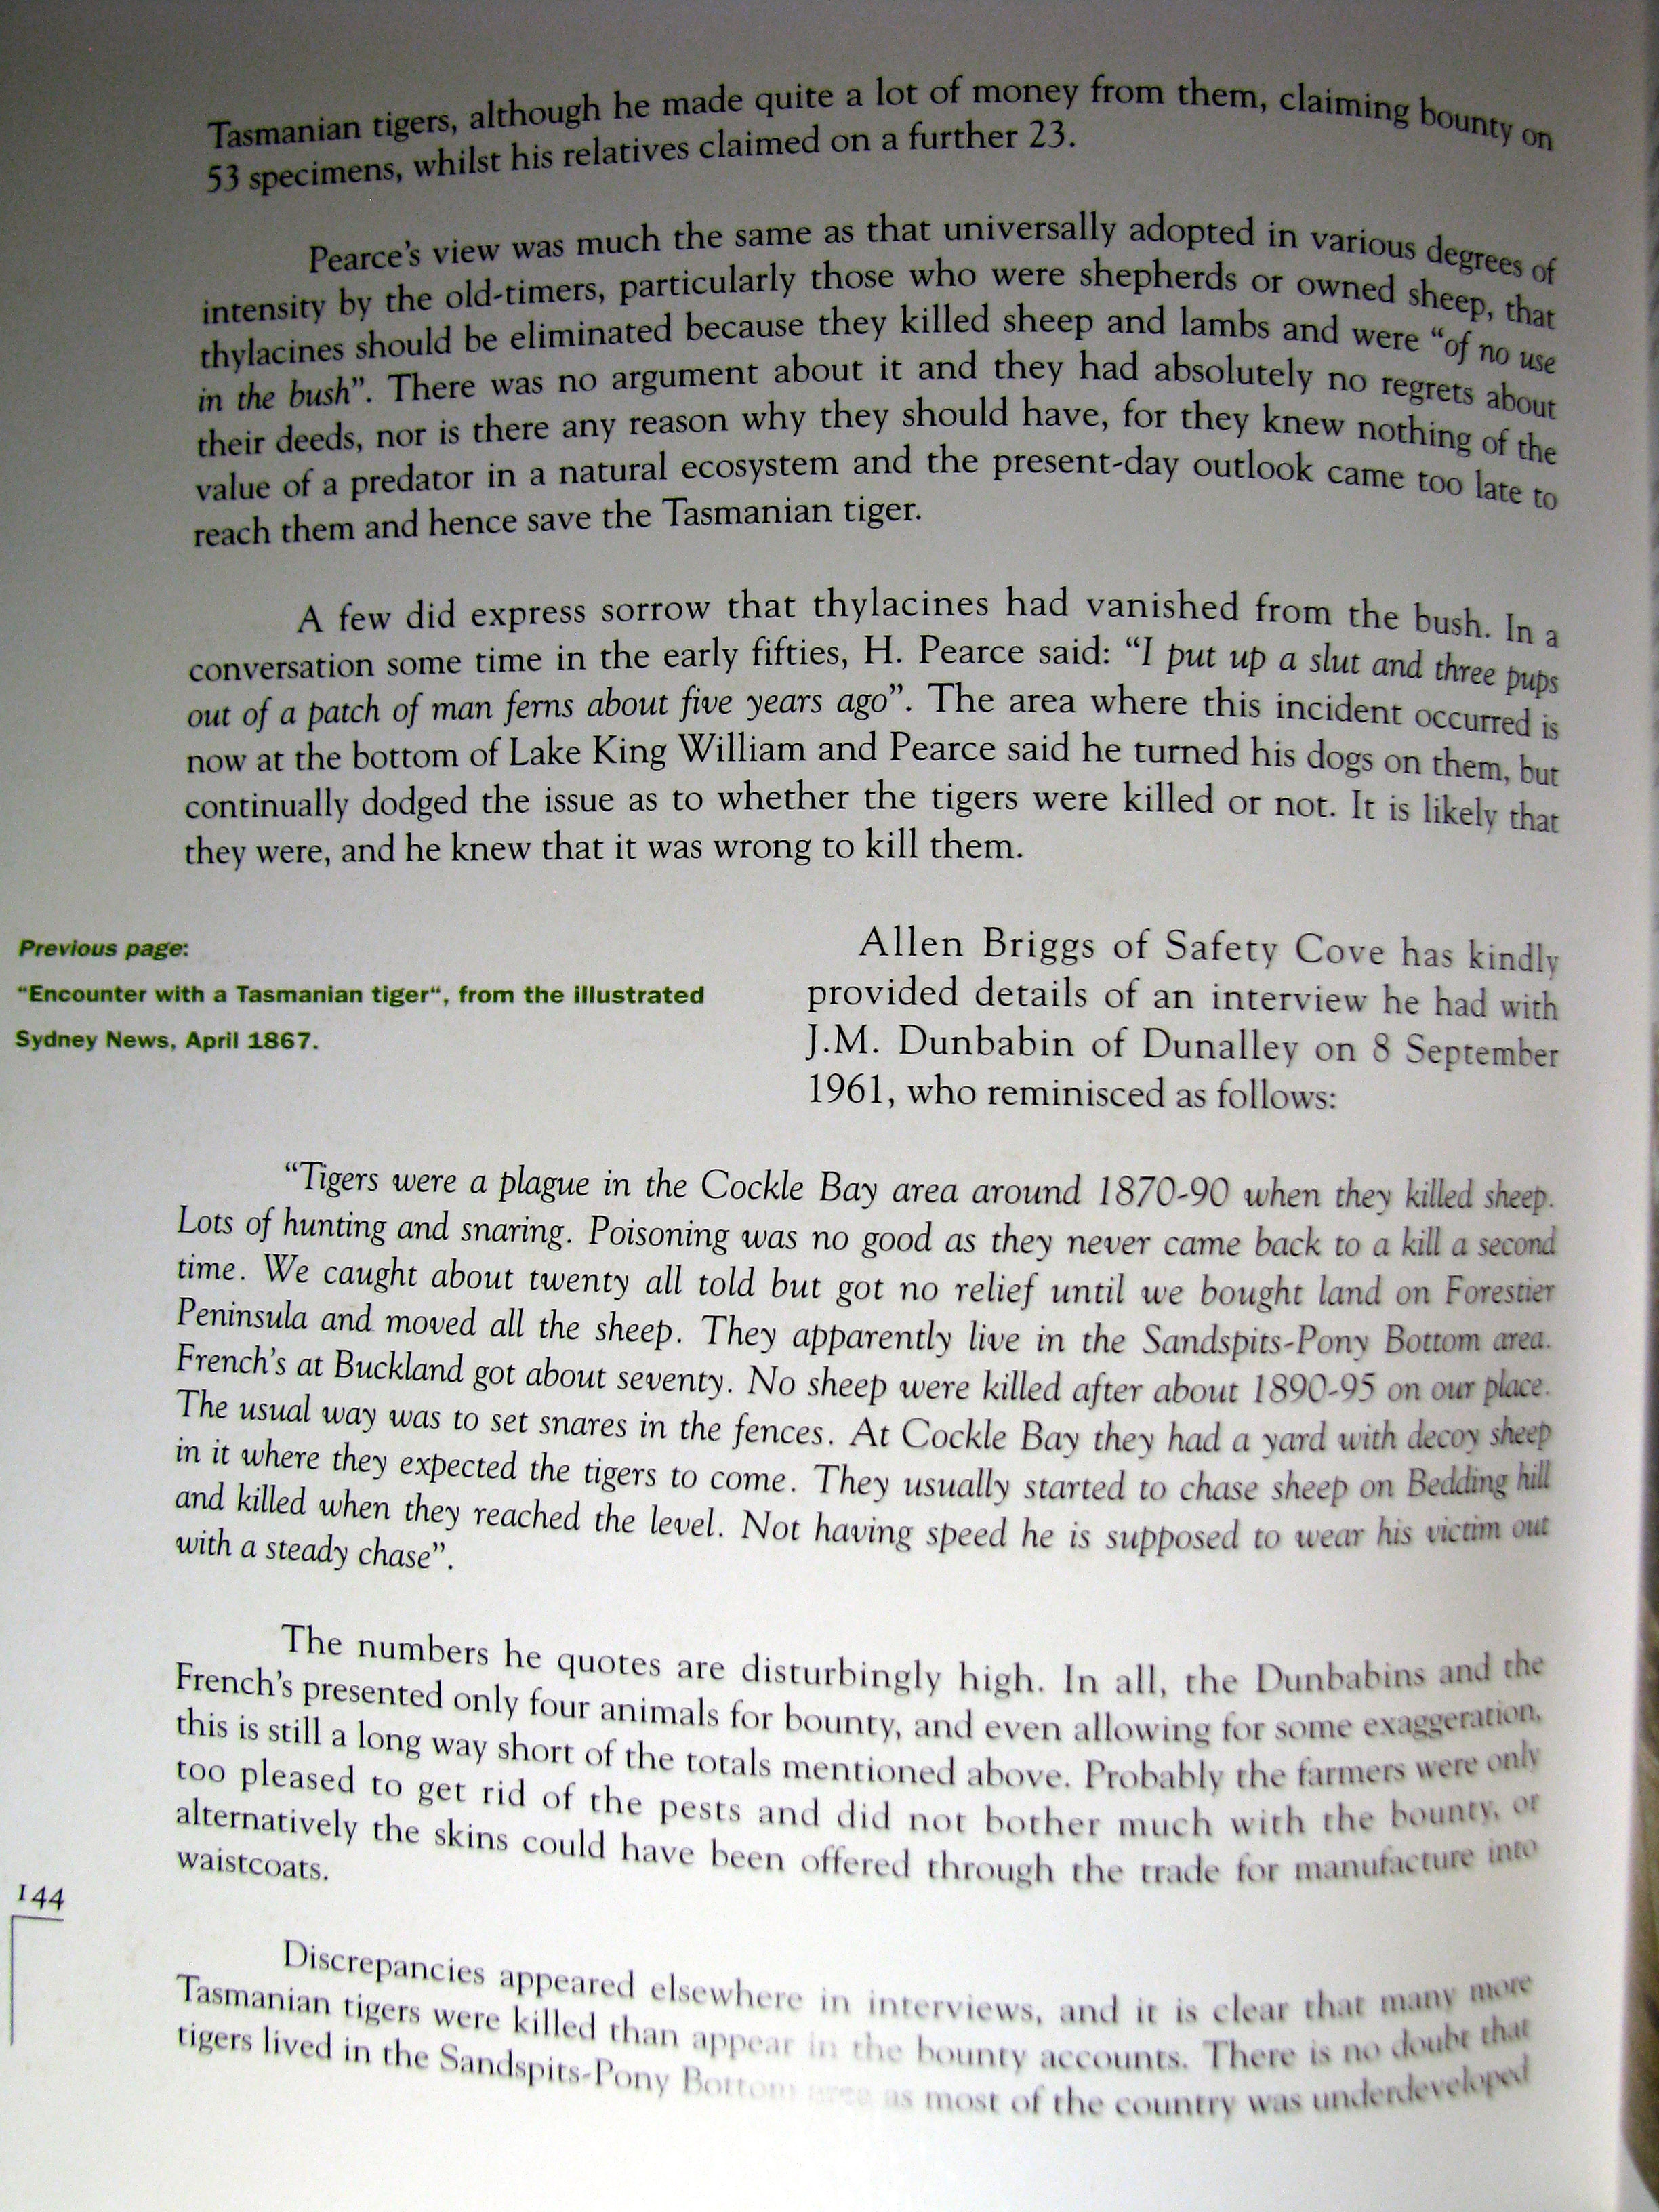 Tasmanian tigers, although he made quite a lot of money from them, claiming bounty on
53 specimens, whilst his relatives claimed on a further 23.
Pearce's view was much the same as that universally adopted in various degrees of
intensity by the old-timers, particularly those who were shepherds or owned sheep, that
thylacines should be eliminated because they killed sheep and lambs and were “of no use
in the bush”. There was no argument about it and they had absolutely no regrets about
their deeds, nor is there any reason why they should have, for they knew nothing of the
value of a predator in a natural ecosystem and the present-day outlook came too late to
reach them and hence save the Tasmanian tiger.
A few did express sorrow that thylacines had vanished from the bush. In a
conversation some time in the early fifties, H. Pearce said: “I put up a slut and three pups
out of a patch of man ferns about five years ago”. The area where this incident occurred is
now at the bottom of Lake King William and Pearce said he turned his dogs on them, but
continually dodged the issue as to whether the tigers were killed or not. It is likely that
they were, and he knew that it was wrong to kill them.
Previous page:
“Encounter with a Tasmanian tiger“, from the illustrated
Sydney News, April 1867.
Allen Briggs of Safety Cove has kindly
provided details of an interview he had with
J.M. Dunbabin of Dunalley on 8 September
1961, who reminisced as follows:
“Tigers were a plague in the Cockle Bay area around 1870-90 when they killed sheep.
Lots of hunting and snaring. Poisoning was no good as they never came back to a kill a second
time. We caught about twenty all told but got no relief until we bought land on Forestier
Peninsula and moved all the sheep. They apparently live in the Sandspits-Pony Bottom area.
French's at Buckland got about seventy. No sheep were killed after about 1890-95 on our place.
The usual way was to set snares in the fences. At Cockle Bay they had a yard with decoy sheep
in it where they expected the tigers to come. They usually started to chase sheep on Bedding hill
and killed when they reached the level. Not having speed he is supposed to wear his victim out
with a steady chase”.
The numbers he quotes are disturbingly high. In all, the Dunbabins and the
French's presented only four animals for bounty, and even allowing for some exaggeration,
this is still a long way short of the totals mentioned above. Probably the farmers were only
too pleased to get rid of the pests and did not bother much with the bounty, or
alternatively the skins could have been offered through the trade for manufacture into
waistcoats.
144
Discrepancies appeared elsewhere in interviews, and it is clear that many more
Tasmanian tigers were killed than appear in the bounty accounts. There is no doubt that
tigers lived in the Sandspits-Pony Bottom area as most of the country was underdeveloped